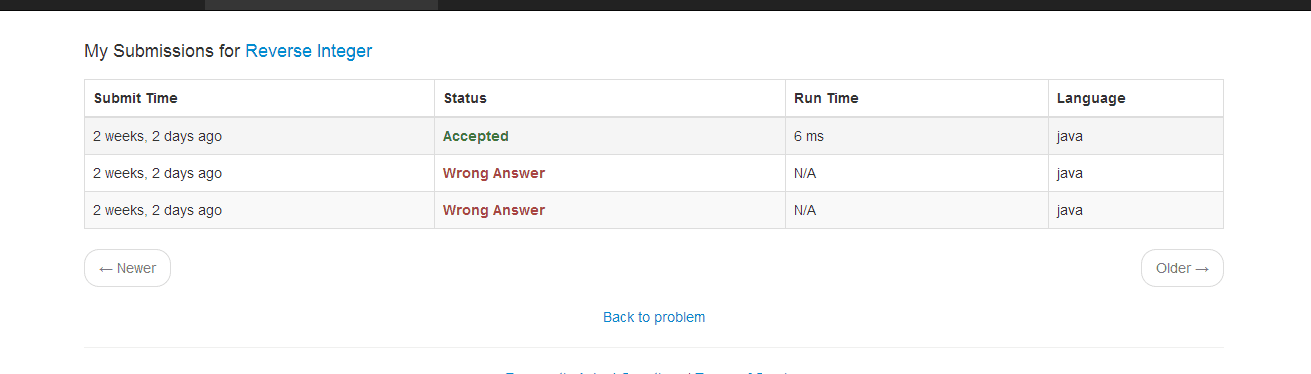 My Submissions for Reverse Integer
Submit Time Status Run Time Language
2 weeks, 2 days ago Accepted 6 ms java
2 weeks, 2 days ago Wrong Answer N/A java
2 weeks, 2 days ago Wrong Answer N/A java
← Newer Older →
Back to problem